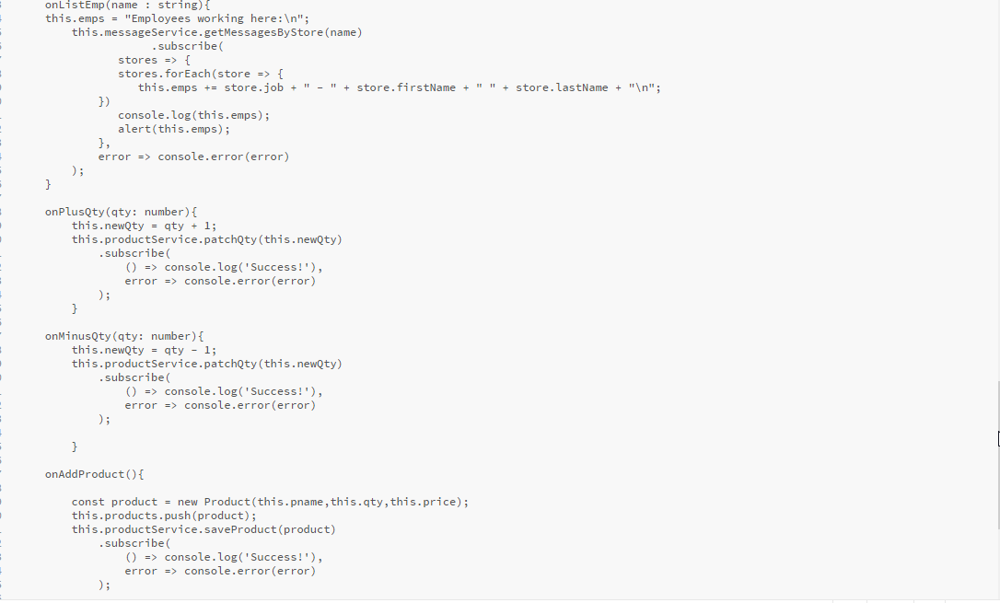 onListEmp(name : string){
this.emps = "Employees working here:\n";
this.messageService.getMessagesByStore(name)
.subscribe(
stores => {
stores.forEach(store => {
this.emps += store.job + " - " + store.firstName + " " + store.lastName + "\n";
})
console.log(this.emps);
alert(this.emps);
},
error => console.error(error)
);
}
onPlusQty(qty: number){
this.newQty = qty + 1;
this.productService.patchQty(this.newQty)
.subscribe(
() => console.log('Success!'),
error => console.error(error)
);
}
onMinusQty(qty: number){
this.newQty = qty - 1;
this.productService.patchQty(this.newQty)
.subscribe(
() => console.log('Success!'),
error => console.error(error)
);
}
onAddProduct(){
const product = new Product(this.pname,this.qty,this.price);
this.products.push(product);
this.productService.saveProduct(product)
.subscribe(
() => console.log('Success!'),
error => console.error(error)
);